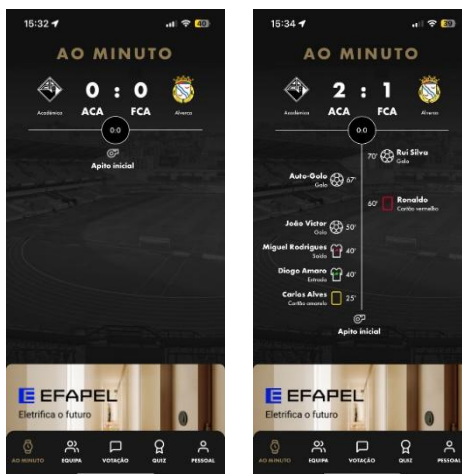 15:32
40
AO MINUTO
0 : 0
ACA FCA
Académica
Alverca
0:0
Apito inicial
EFAPEL
Eletrifica o futuro
AO MINUTO EQUIPA VOTAÇÃO QUIZ PESSOAL
15:34
39
AO MINUTO
2 : 1
ACA FCA
Académica
Alverca
0:0
70' Rui Silva
Golo
Auto-Golo 67'
Golo
60' Ronaldo
Cartão vermelho
João Victor 50'
Golo
Miguel Rodrigues 40'
Saída
Diogo Amaro 40'
Entrada
Carlos Alves 25'
Cartão amarelo
Apito inicial
EFAPEL
Eletrifica o futuro
AO MINUTO EQUIPA VOTAÇÃO QUIZ PESSOAL